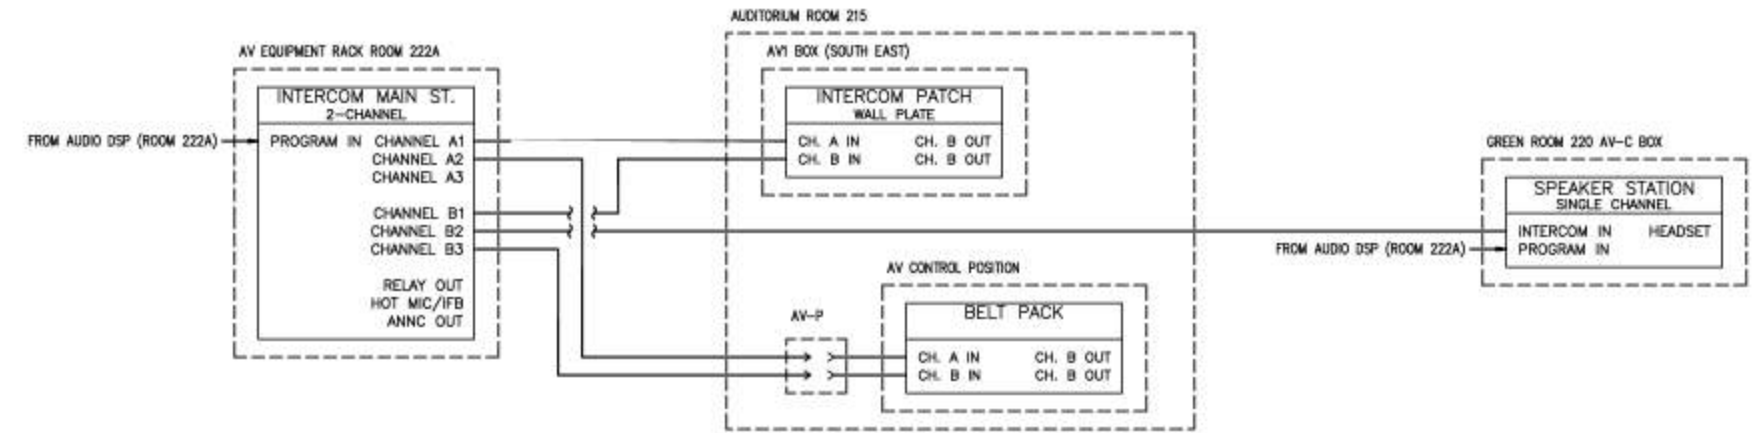 AUDITORIUM ROOM 215
AV EQUIPMENT RACK ROOM 222A
AV1 BOX (SOUTH EAST)
INTERCOM MAIN ST.
2-CHANNEL
INTERCOM PATCH
WALL PLATE
FROM AUDIO DSP (ROOM 222A)
PROGRAM IN CHANNEL A1
CHANNEL A2
CHANNEL A3
CHANNEL B1
CHANNEL B2
CHANNEL B3
RELAY OUT
HOT MIC/IFB
ANNC OUT
CH. A IN CH. B OUT
CH. B IN CH. B OUT
GREEN ROOM 220 AV-C BOX
SPEAKER STATION
SINGLE CHANNEL
INTERCOM IN HEADSET
FROM AUDIO DSP (ROOM 222A)
PROGRAM IN
AV CONTROL POSITION
AV-P
BELT PACK
CH. A IN CH. B OUT
CH. B IN CH. B OUT